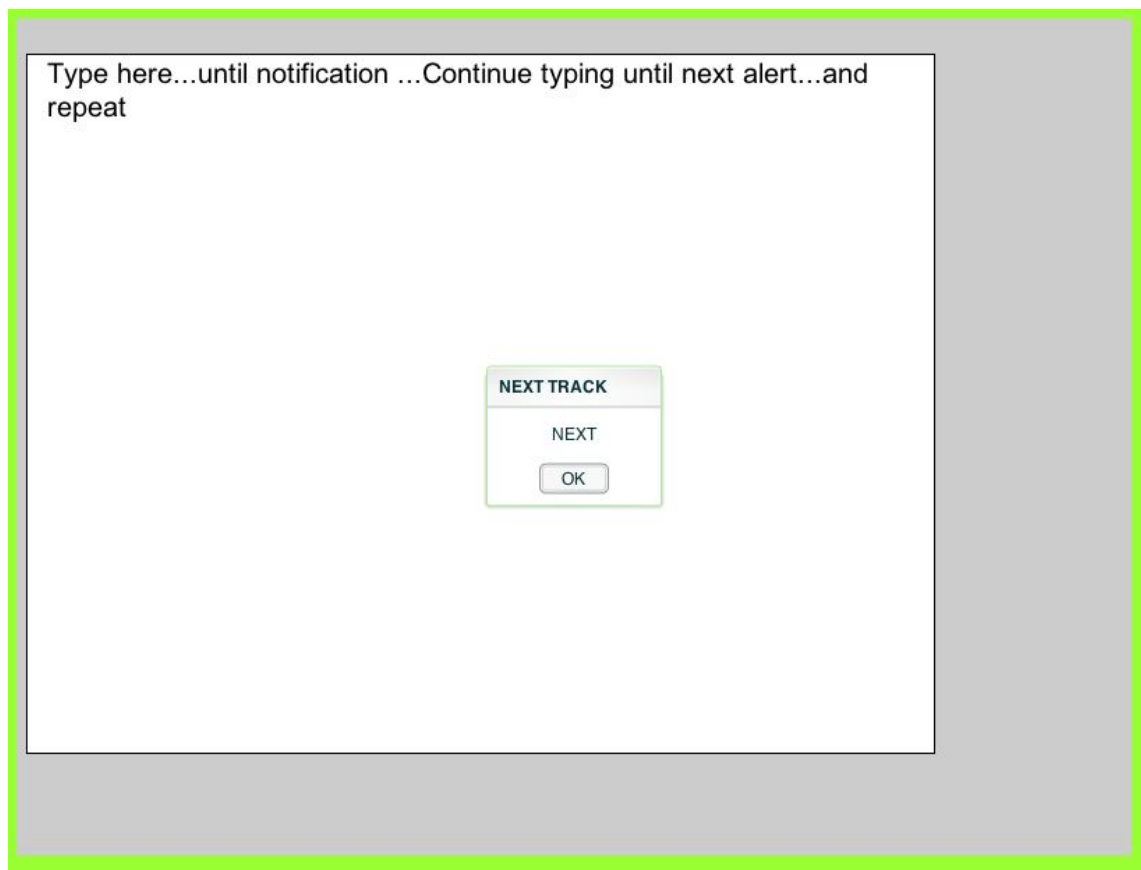 Type here...until notification ...Continue typing until next alert...and
repeat
NEXT TRACK
NEXT
OK